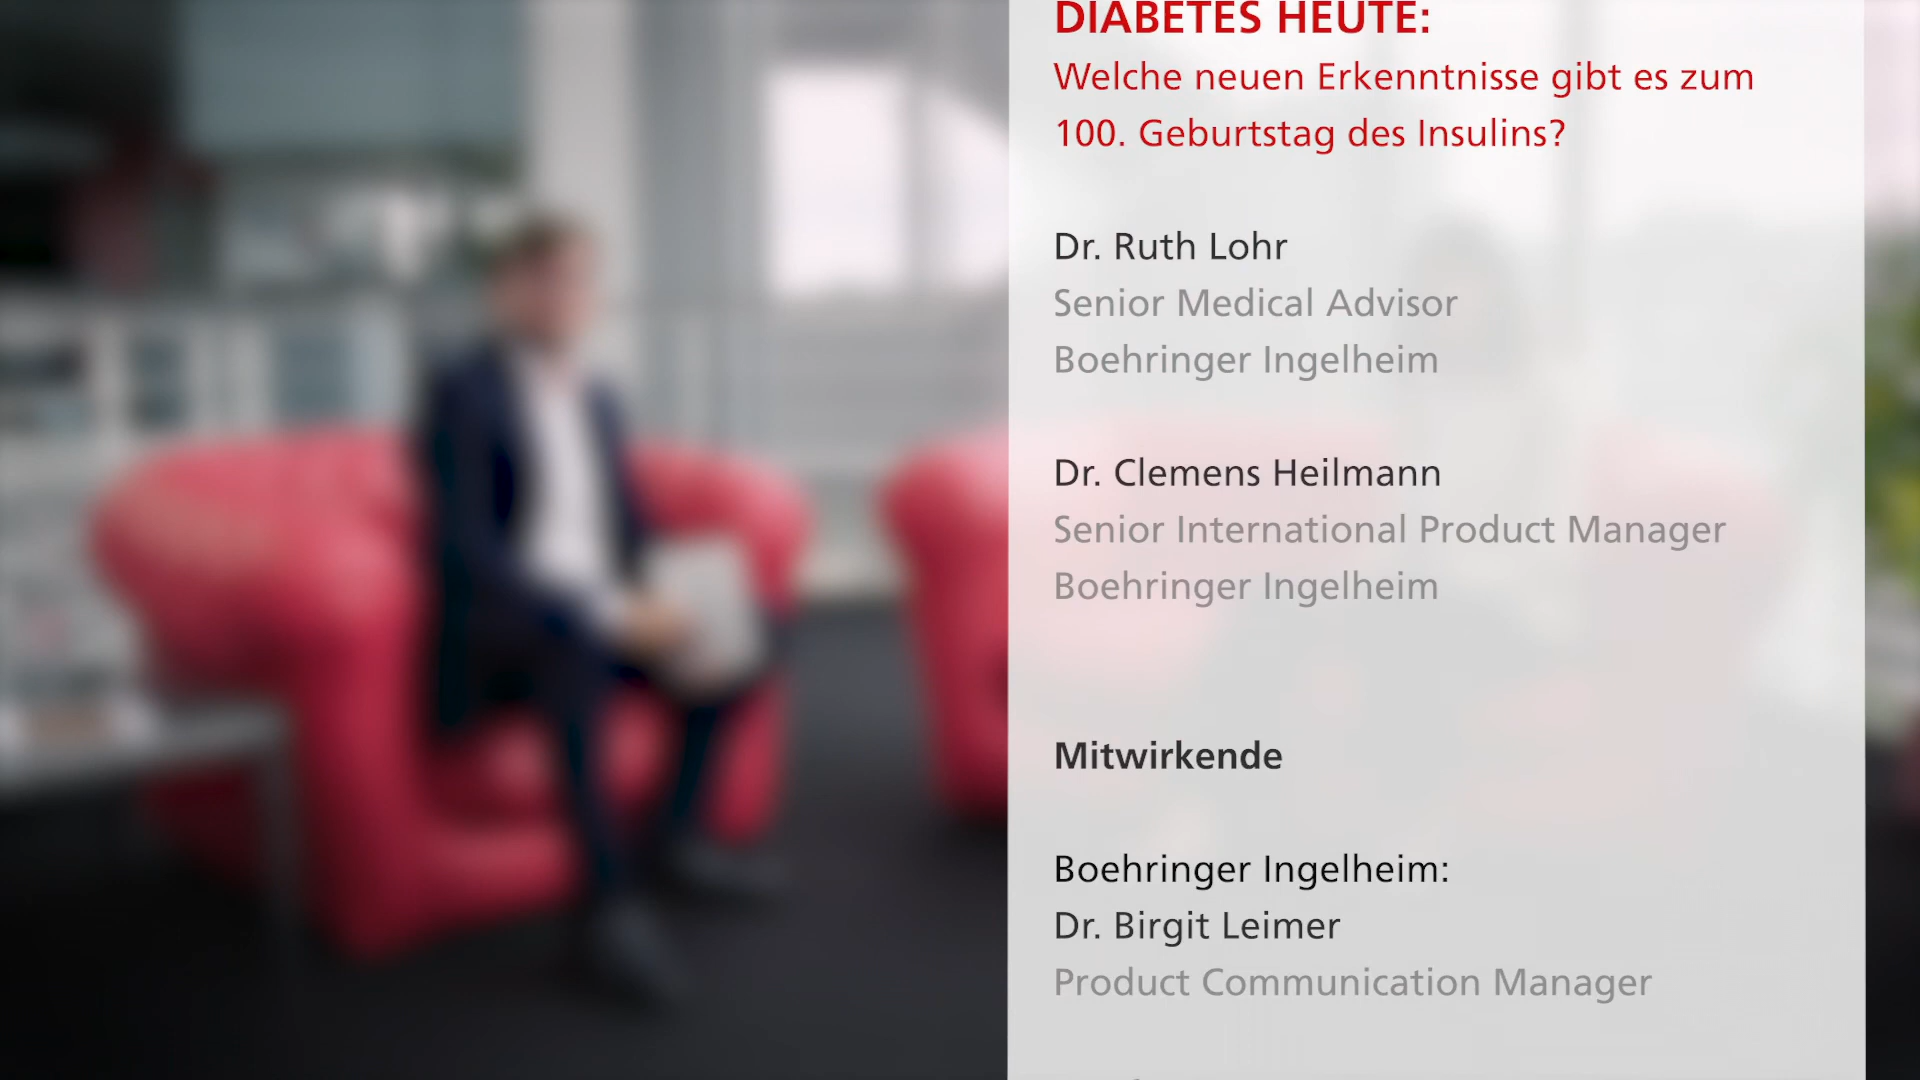 DIABETES HEUTE:
Welche neuen Erkenntnisse gibt es zum
100. Geburtstag des Insulins?
Dr. Ruth Lohr
Senior Medical Advisor
Boehringer Ingelheim
Dr. Clemens Heilmann
Senior International Product Manager
Boehringer Ingelheim
Mitwirkende
Boehringer Ingelheim:
Dr. Birgit Leimer
Product Communication Manager